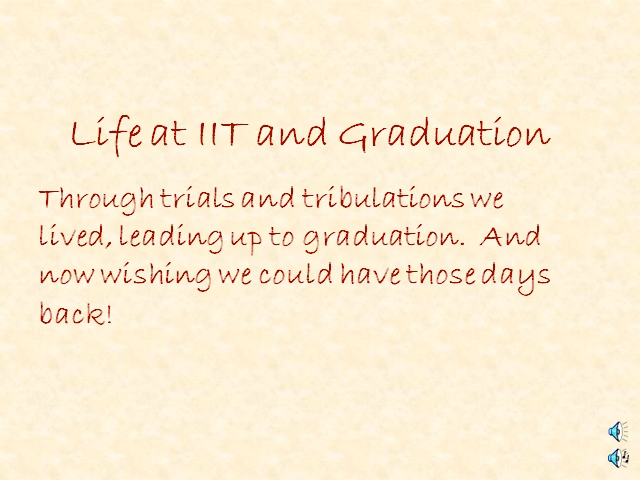 Life at IIT and Graduation
Through trials and tribulations we
lived, leading up to graduation.  And
now wishing we could have those days
back!